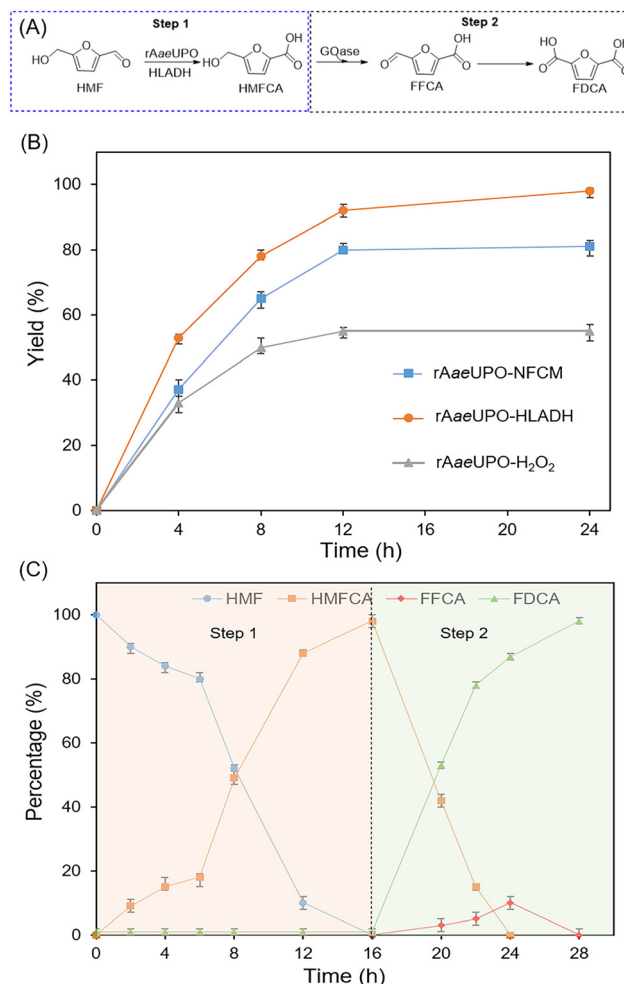 (A)
Step 1
Step 2
HO
O
O
HMF
rAaeUPO
HLADH
HO
O
OH
O
HMFCA
GQase
O
O
OH
O
FFCA
HO
O
O
OH
O
FDCA
(B)
Yield (%)
100
80
60
40
20
0
rAaeUPO-NFCM
rAaeUPO-HLADH
rAaeUPO-H₂O₂
0 4 8 12 16 20 24
Time (h)
(C)
HMF HMFCA FFCA FDCA
Step 1 Step 2
Percentage (%)
100
80
60
40
20
0
0 4 8 12 16 20 24 28
Time (h)